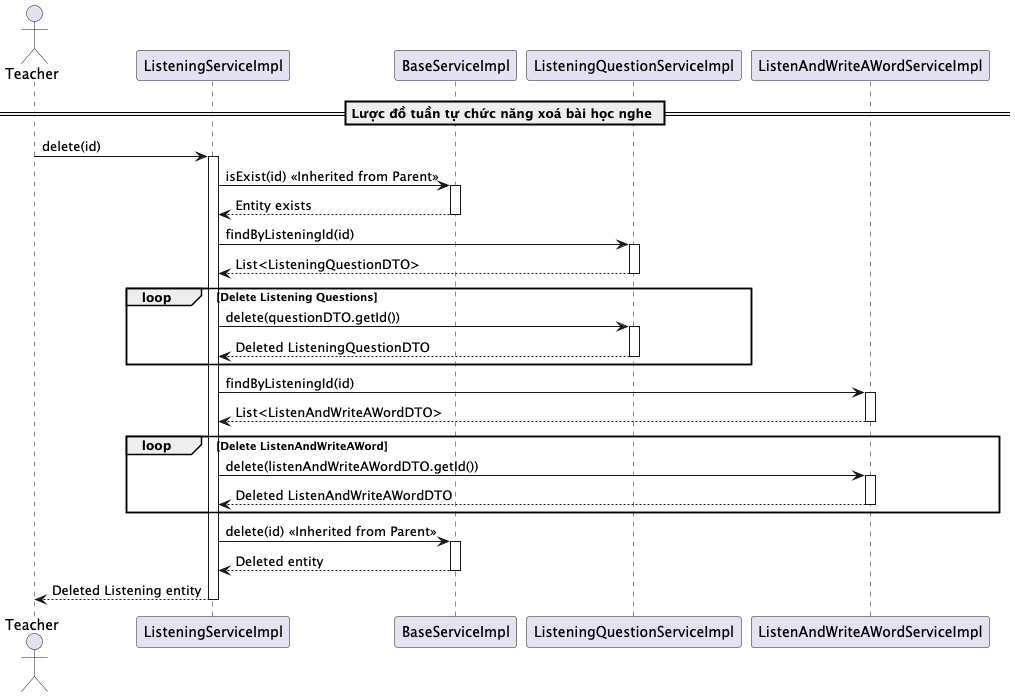 Teacher
ListeningServiceImpl
BaseServiceImpl
ListeningQuestionServiceImpl
ListenAndWriteAWordServiceImpl
Lược đồ tuần tự chức năng xoá bài học nghe
delete(id)
isExist(id) «Inherited from Parent»
Entity exists
findByListeningId(id)
List<ListeningQuestionDTO>
loop
[Delete Listening Questions]
delete(questionDTO.getId())
Deleted ListeningQuestionDTO
findByListeningId(id)
List<ListenAndWriteAWordDTO>
loop
[Delete ListenAndWriteAWord]
delete(listenAndWriteAWordDTO.getId())
Deleted ListenAndWriteAWordDTO
delete(id) «Inherited from Parent»
Deleted entity
Deleted Listening entity
Teacher
ListeningServiceImpl
BaseServiceImpl
ListeningQuestionServiceImpl
ListenAndWriteAWordServiceImpl